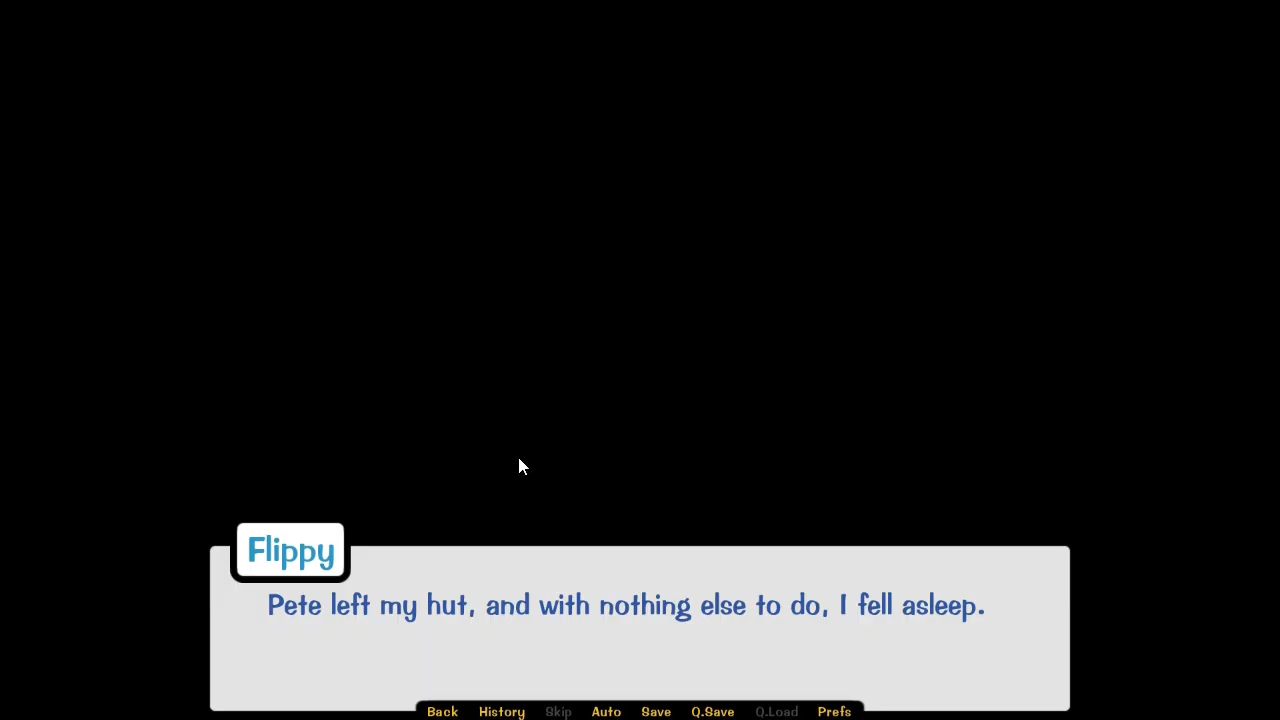 Flippy
Pete left my hut, and with nothing else to do, I fell asleep.
Back History Skip Auto Save Q.Save Q.Load Prefs